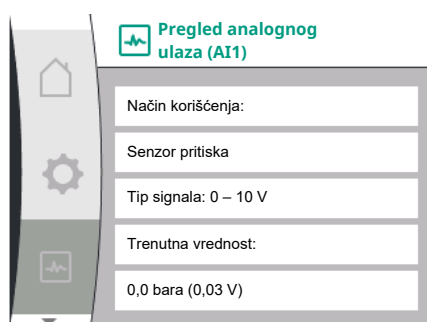 Pregled analognog
ulaza (AI1)
Način korišćenja:
Senzor pritiska
Tip signala: 0 – 10 V
Trenutna vrednost:
0,0 bara (0,03 V)